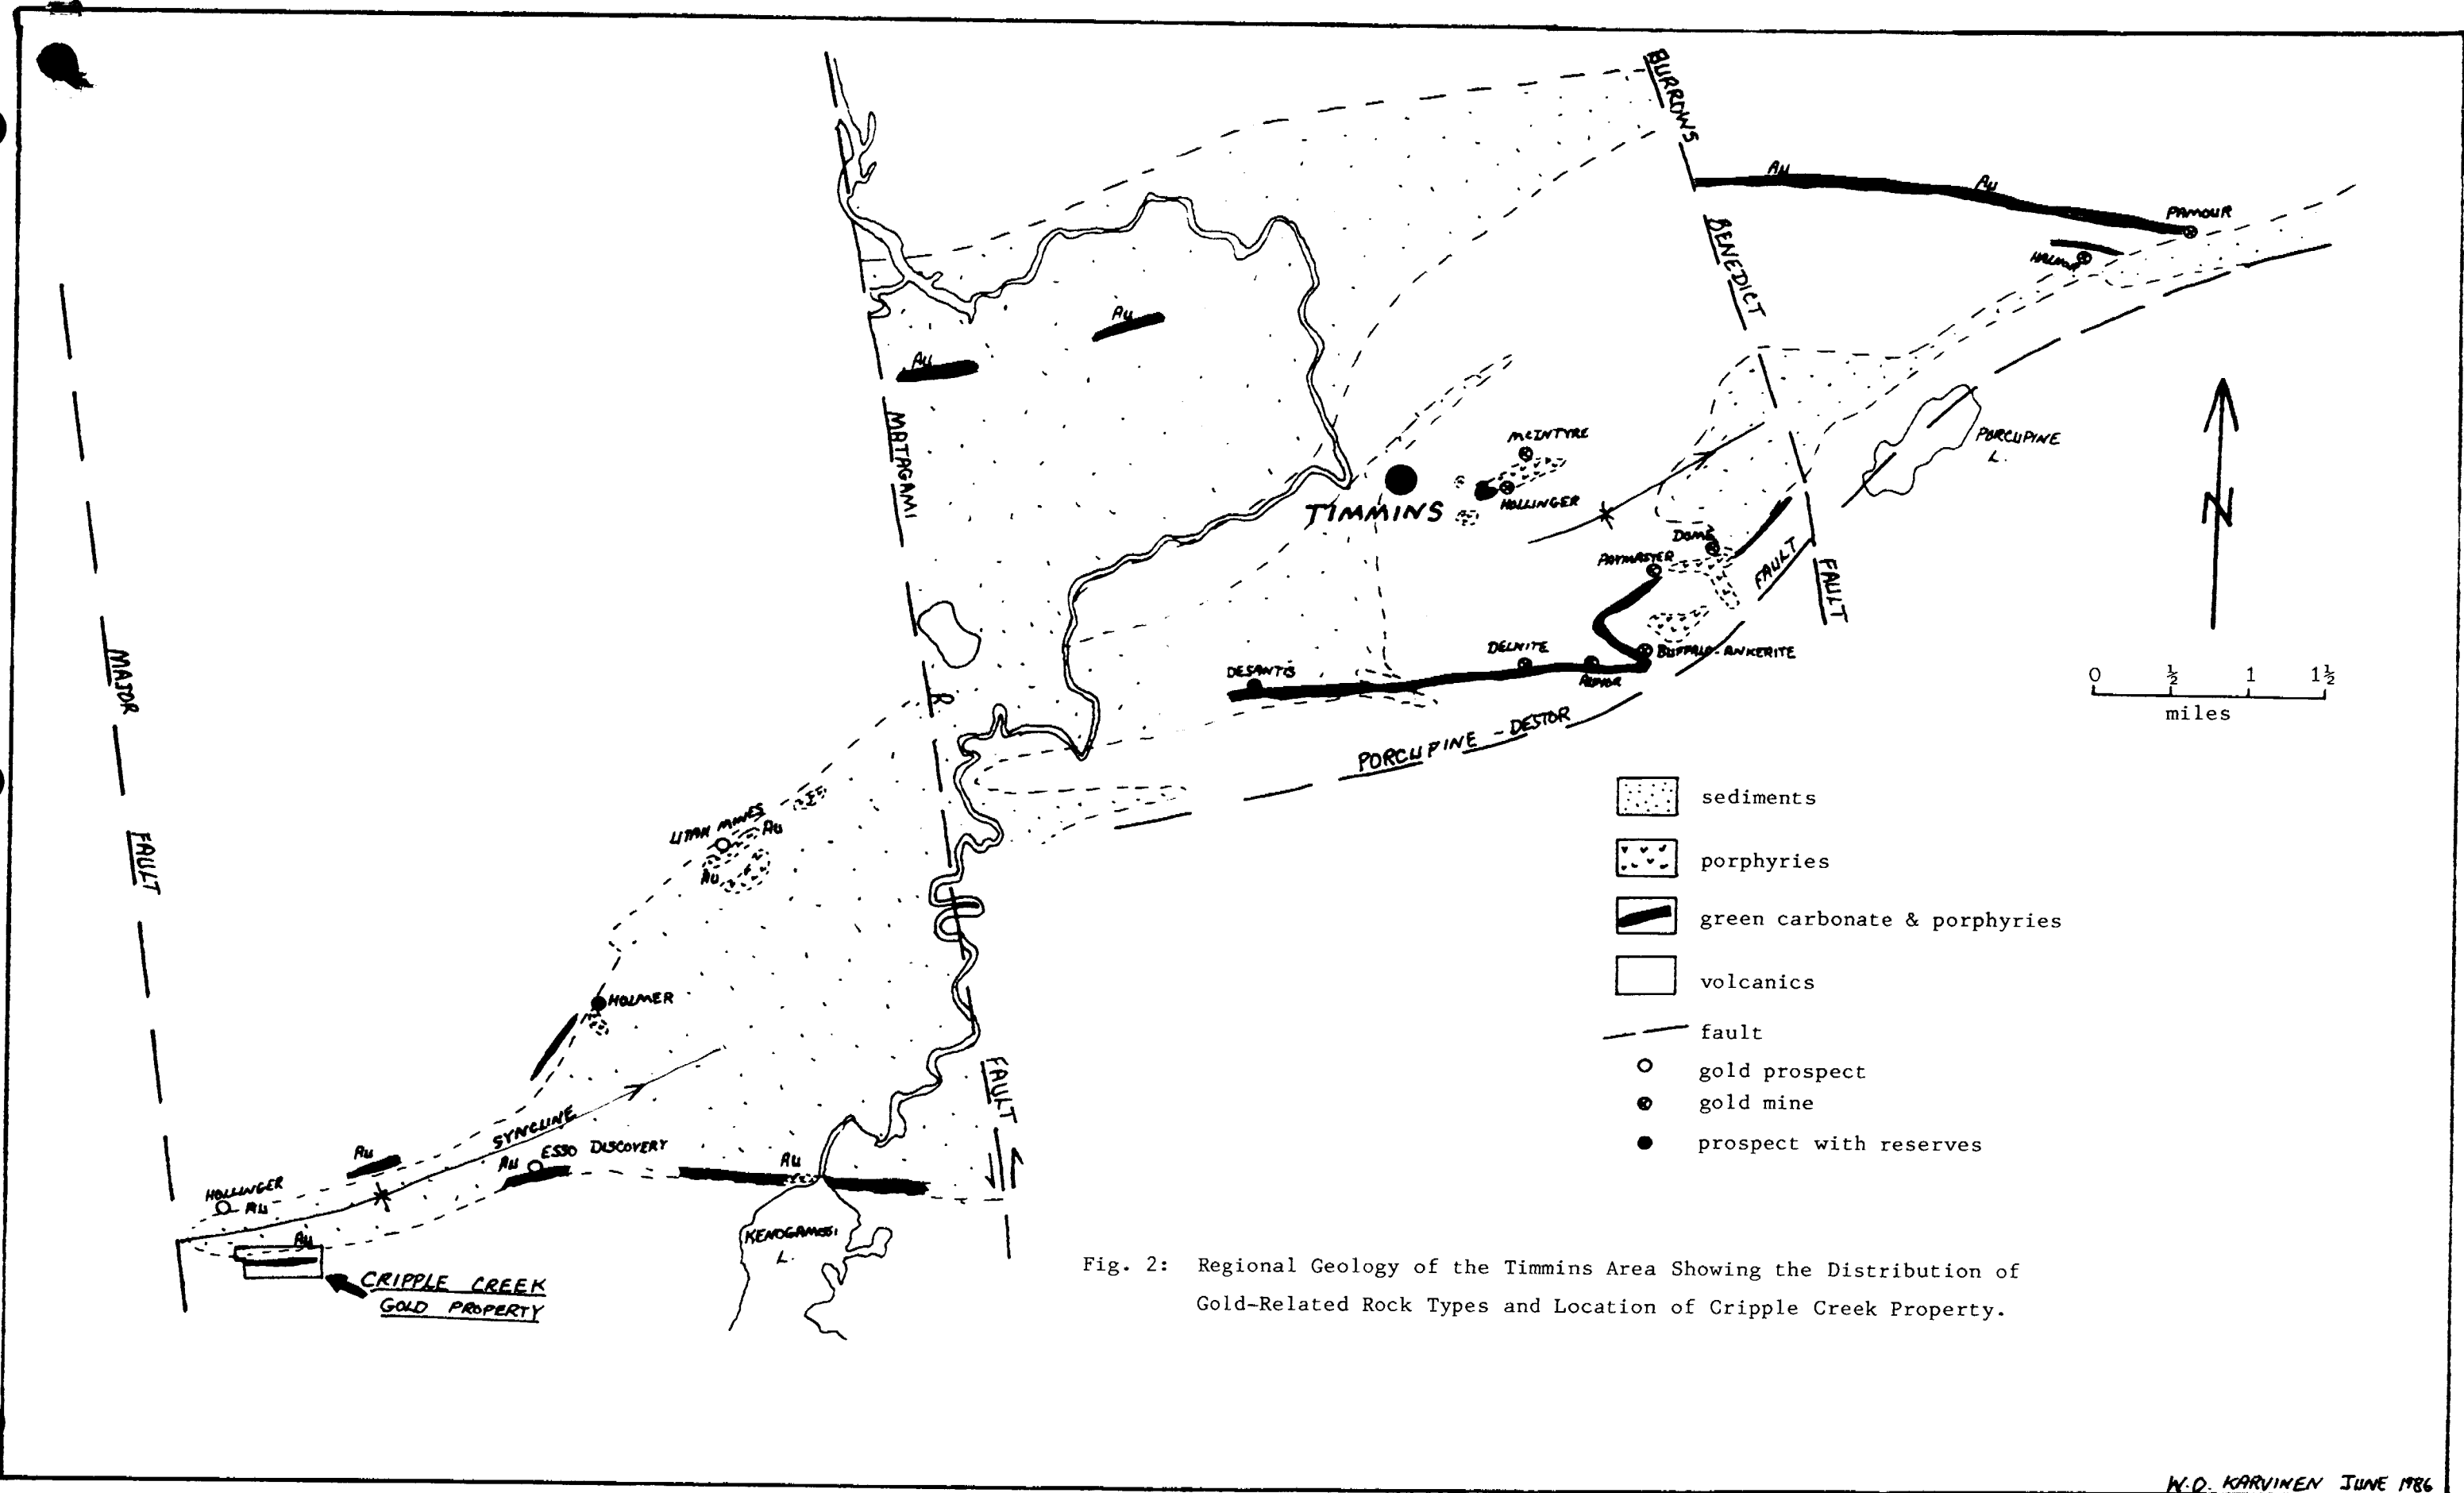 BURROWS
Au
Au
PAMOUR
HALNOR
BENEDICT
FAULT
Au
Au
MATAGAMI
FAULT
McINTYRE
HOLLINGER
TIMMINS
PORCUPINE
L.
N
DOME
PAYMASTER
FAULT
DELNITE
BUFFALO-ANKERITE
DESANTIS
PORCUPINE - DESTOR
R
0 ½ 1 1½
miles
MAJOR
FAULT
UTAH MINES
Au
Au
HOLMER
SYNCLINE
Au
Au
ESSO DISCOVERY
Au
HOLLINGER
Au
Au
KENOGAMISSI
L.
CRIPPLE CREEK
GOLD PROPERTY
sediments
porphyries
green carbonate & porphyries
volcanics
fault
gold prospect
gold mine
prospect with reserves
Fig. 2: Regional Geology of the Timmins Area Showing the Distribution of
Gold-Related Rock Types and Location of Cripple Creek Property.
W.O. KARVINEN JUNE 1986